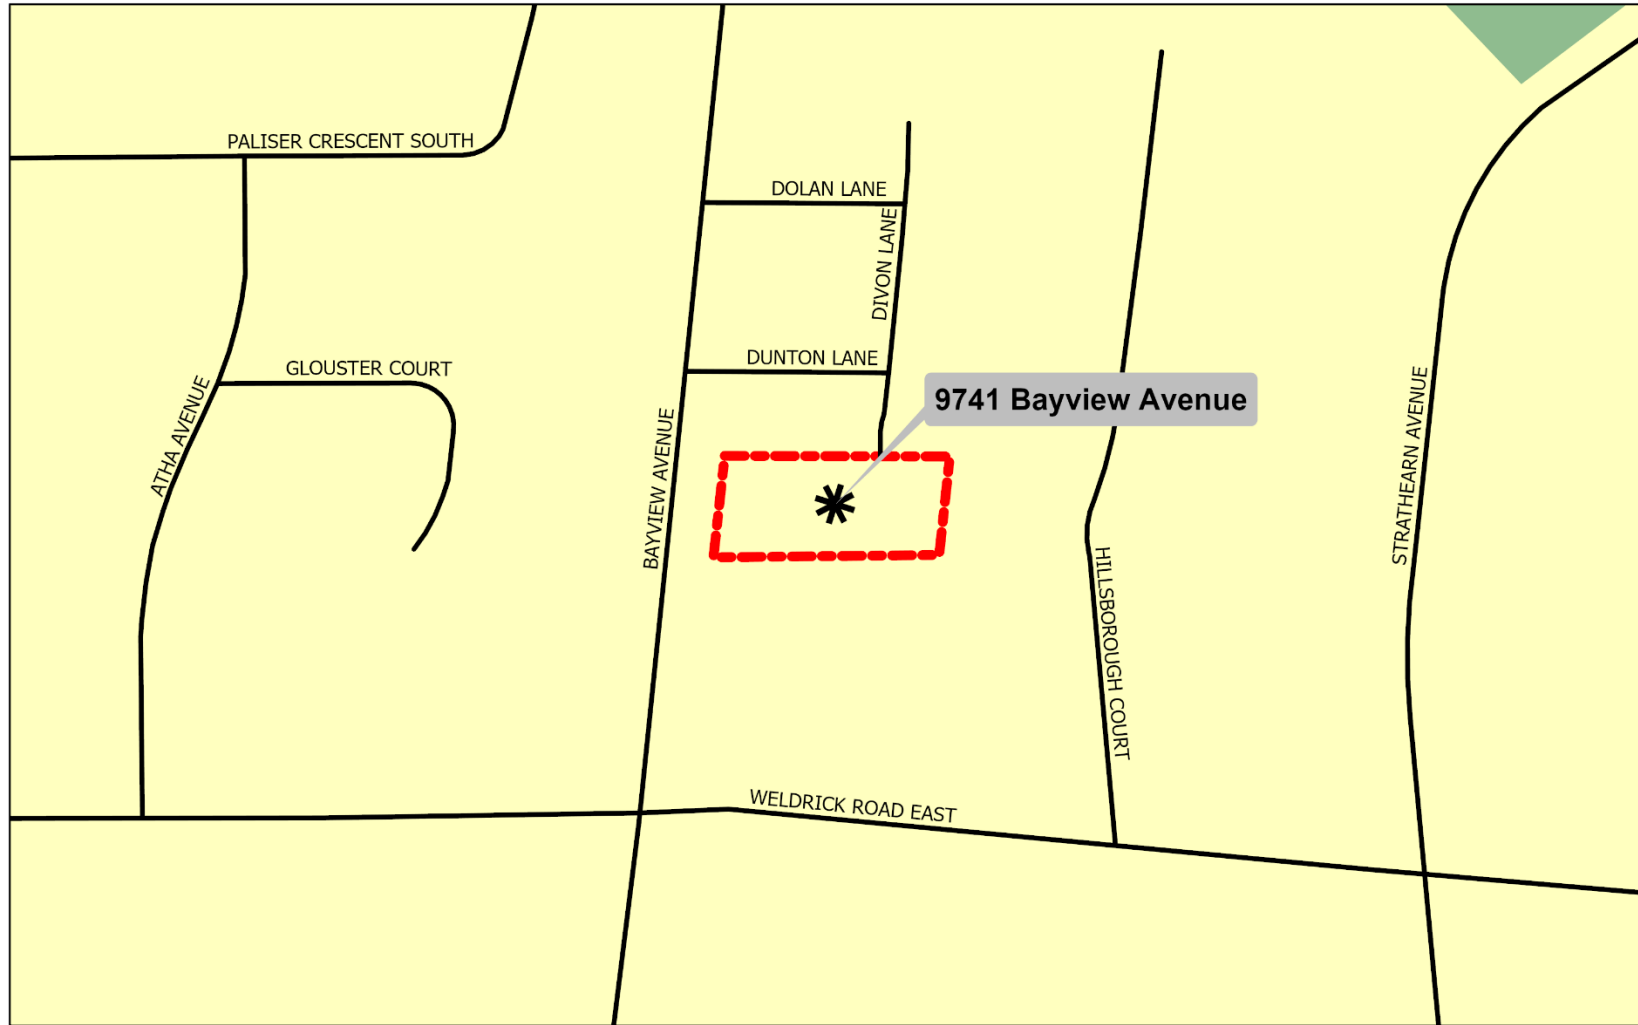 PALISER CRESCENT SOUTH
DOLAN LANE
DIVON LANE
DUNTON LANE
GLOUSTER COURT
ATHA AVENUE
BAYVIEW AVENUE
9741 Bayview Avenue
STRATHEARN AVENUE
HILLSBOROUGH COURT
WELDRICK ROAD EAST